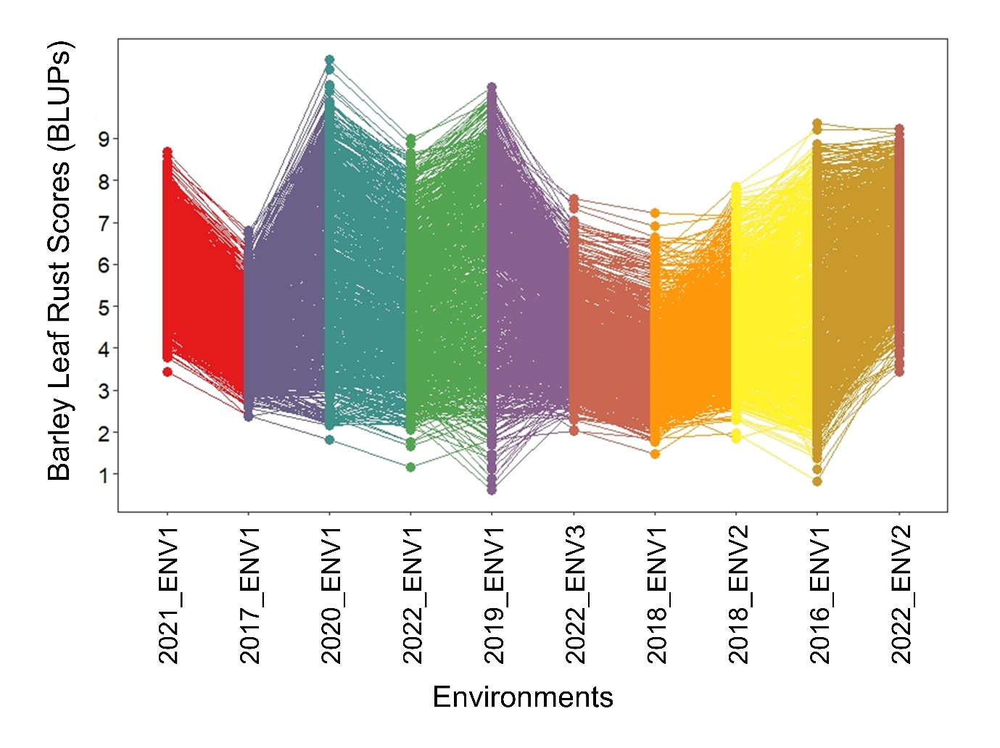 Barley Leaf Rust Scores (BLUPs)
9
8
7
6
5
4
3
2
1
2021_ENV1
2017_ENV1
2020_ENV1
2022_ENV1
2019_ENV1
2022_ENV3
2018_ENV1
2018_ENV2
2016_ENV1
2022_ENV2
Environments